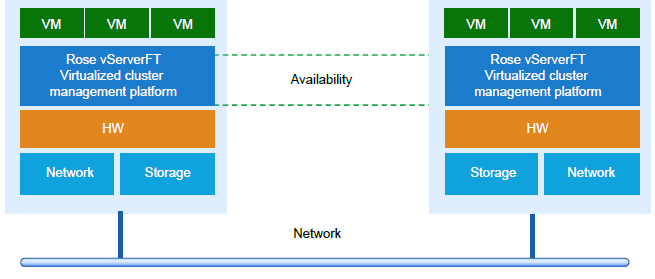 VM VM VM
Rose vServerFT
Virtualized cluster
management platform
HW
Network Storage
Availability
VM VM VM
Rose vServerFT
Virtualized cluster
management platform
HW
Storage Network
Network